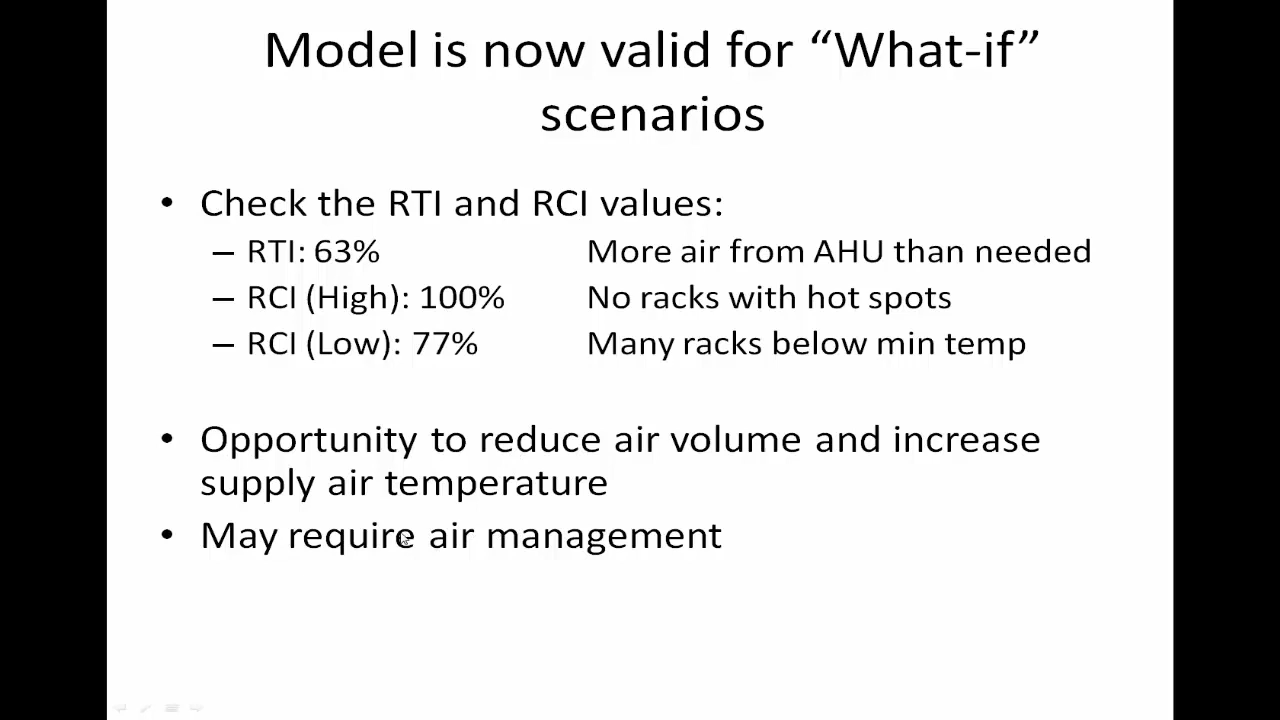 Model is now valid for “What-if”
scenarios
• Check the RTI and RCI values:
– RTI: 63% More air from AHU than needed
– RCI (High): 100% No racks with hot spots
– RCI (Low): 77% Many racks below min temp
• Opportunity to reduce air volume and increase
supply air temperature
• May require air management